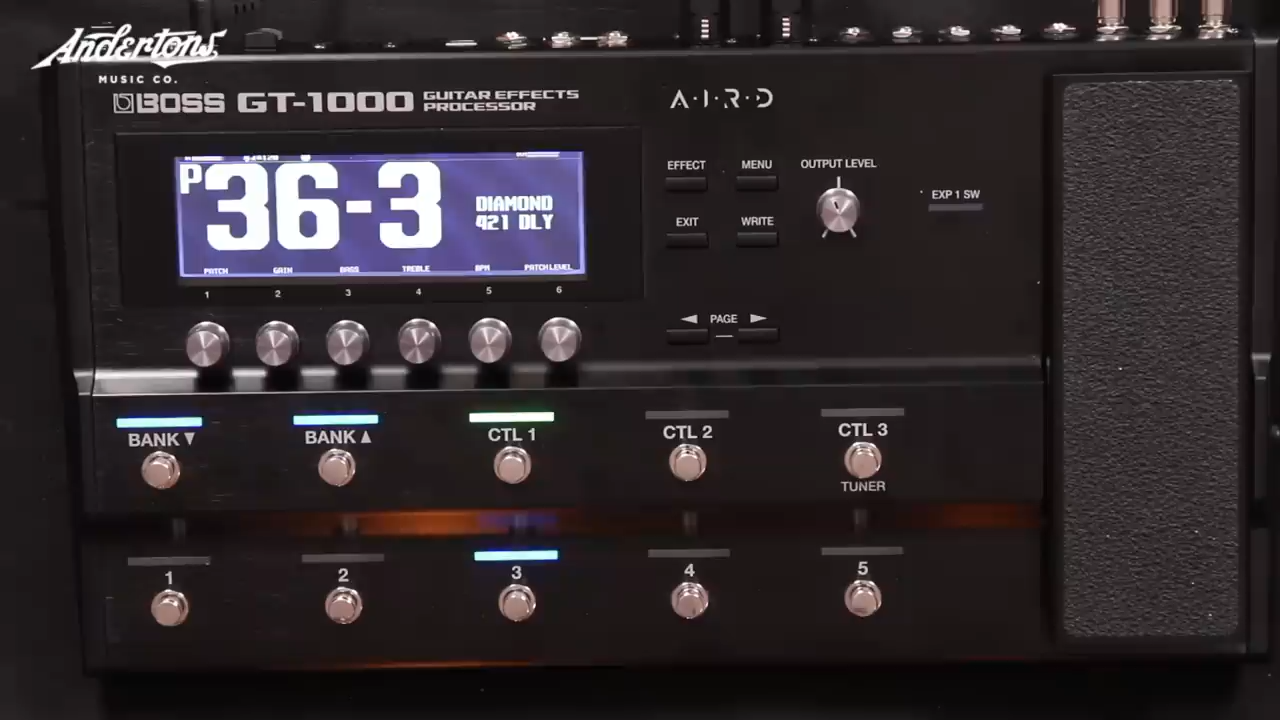 Andertons
MUSIC CO.
BOSS GT-1000 GUITAR EFFECTS PROCESSOR
A·I·R·D
P36-3
DIAMOND
421 DLY
PATCH GAIN BASS TREBLE BPM PATCH LEVEL
1 2 3 4 5 6
EFFECT MENU OUTPUT LEVEL
EXP 1 SW
EXIT WRITE
◀ PAGE ▶
BANK ▼ BANK ▲ CTL 1 CTL 2 CTL 3
TUNER
1 2 3 4 5